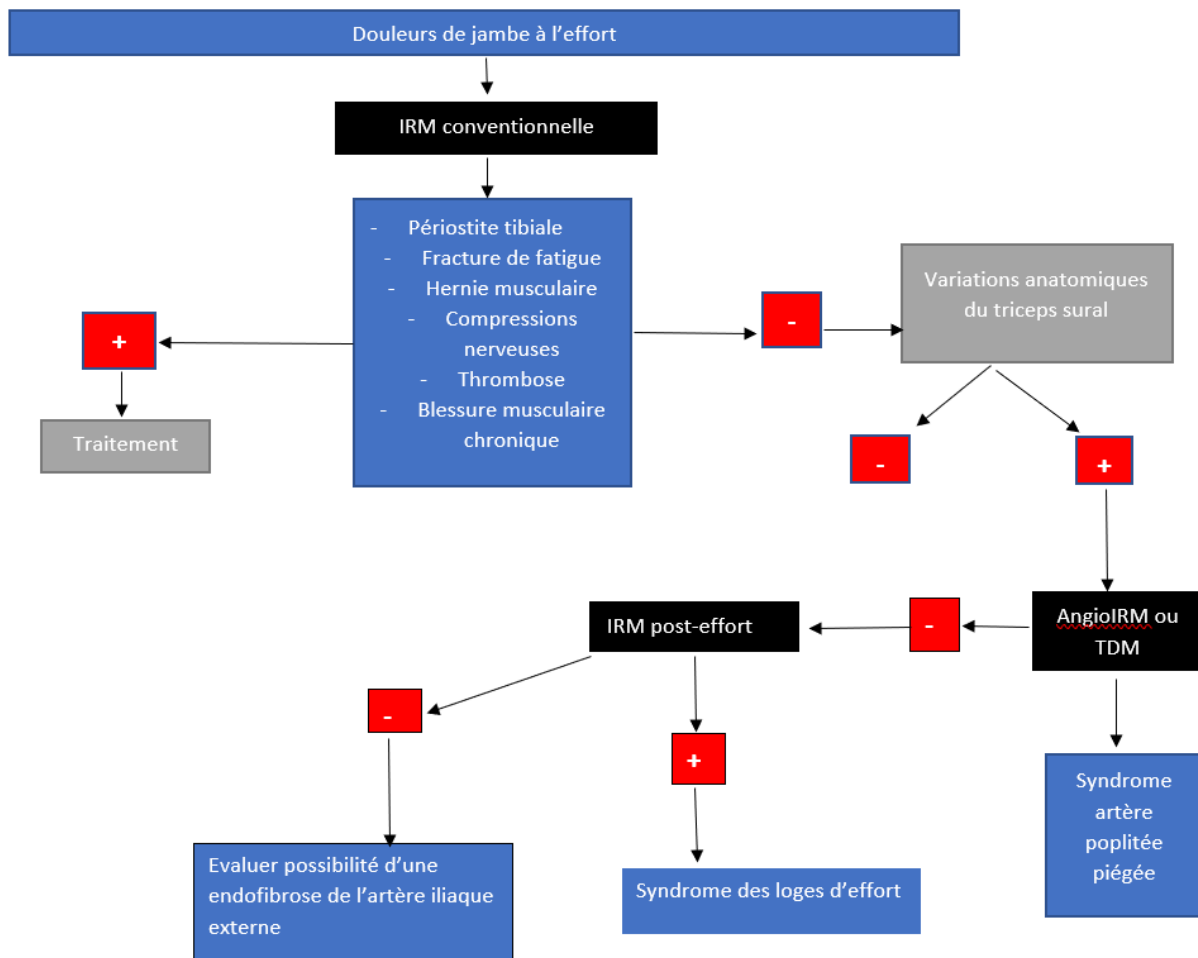 Douleurs de jambe à l’effort
IRM conventionnelle
- Périostite tibiale
- Fracture de fatigue
- Hernie musculaire
- Compressions
nerveuses
- Thrombose
- Blessure musculaire
chronique
+
-
Variations anatomiques
du triceps sural
Traitement
-
+
IRM post-effort
-
AngioIRM ou
TDM
-
+
Syndrome
artère
poplitée
piégée
Evaluer possibilité d’une
endofibrose de l’artère iliaque
externe
Syndrome des loges d’effort